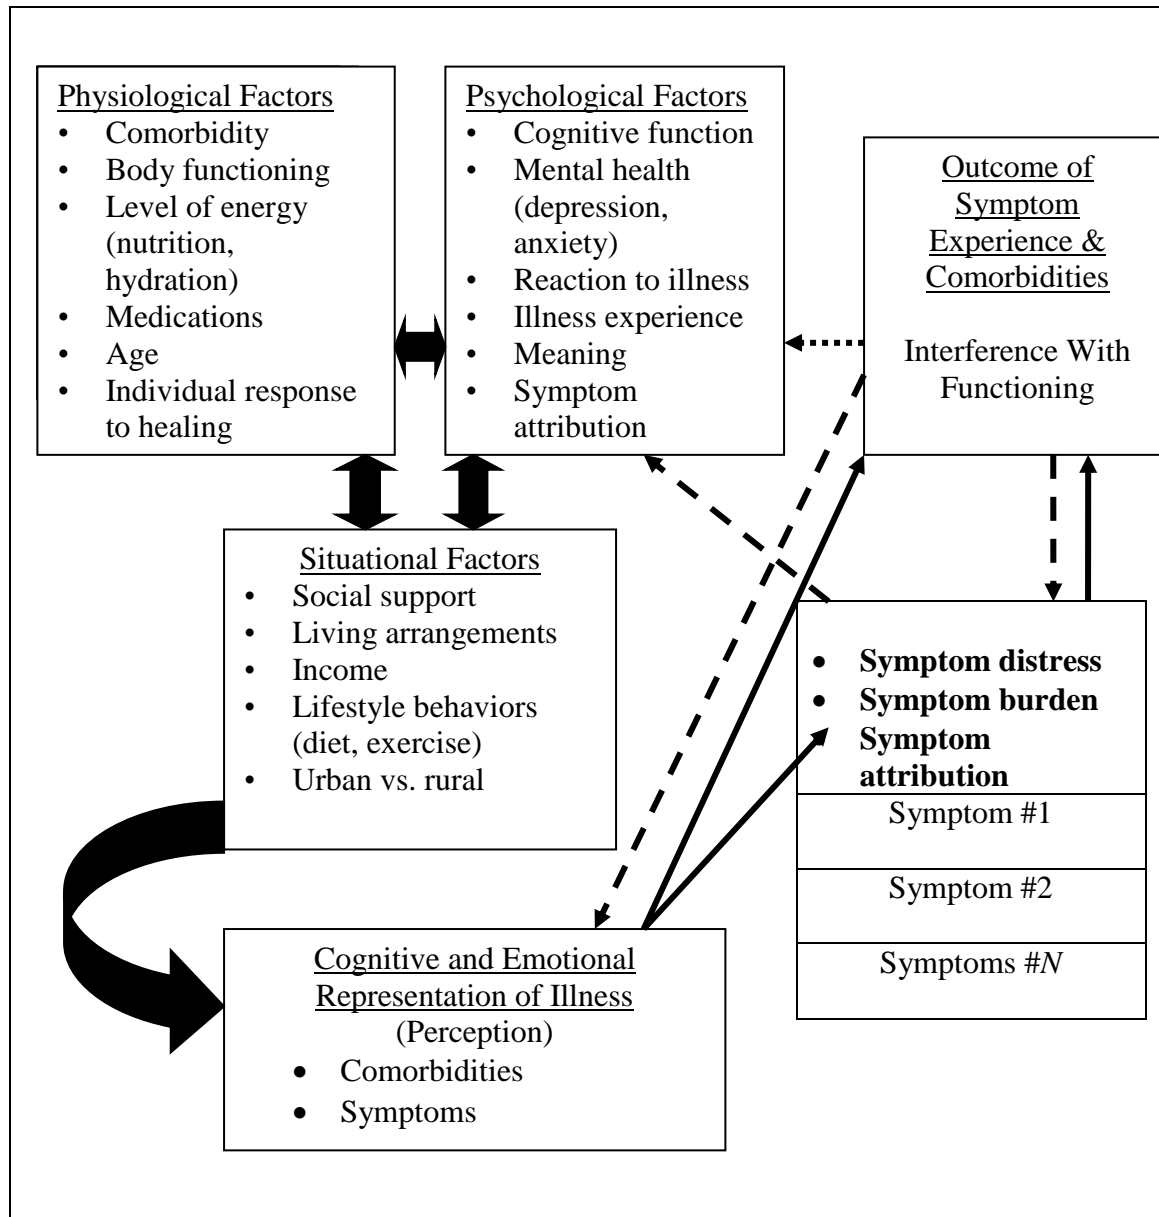 Physiological Factors
• Comorbidity
• Body functioning
• Level of energy
(nutrition,
hydration)
• Medications
• Age
• Individual response
to healing
Psychological Factors
• Cognitive function
• Mental health
(depression,
anxiety)
• Reaction to illness
• Illness experience
• Meaning
• Symptom
attribution
Outcome of
Symptom
Experience &
Comorbidities
Interference With
Functioning
Situational Factors
• Social support
• Living arrangements
• Income
• Lifestyle behaviors
(diet, exercise)
• Urban vs. rural
• Symptom distress
• Symptom burden
Symptom
attribution
Symptom #1
Symptom #2
Symptoms #N
Cognitive and Emotional
Representation of Illness
(Perception)
• Comorbidities
• Symptoms